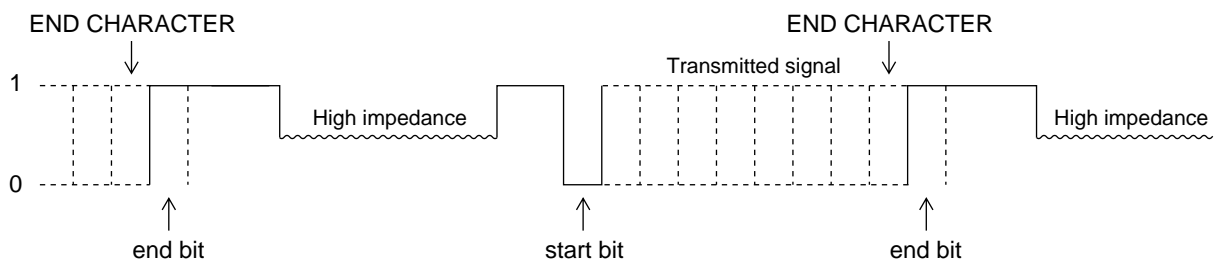 END CHARACTER END CHARACTER
Transmitted signal
1
High impedance High impedance
0
end bit start bit end bit